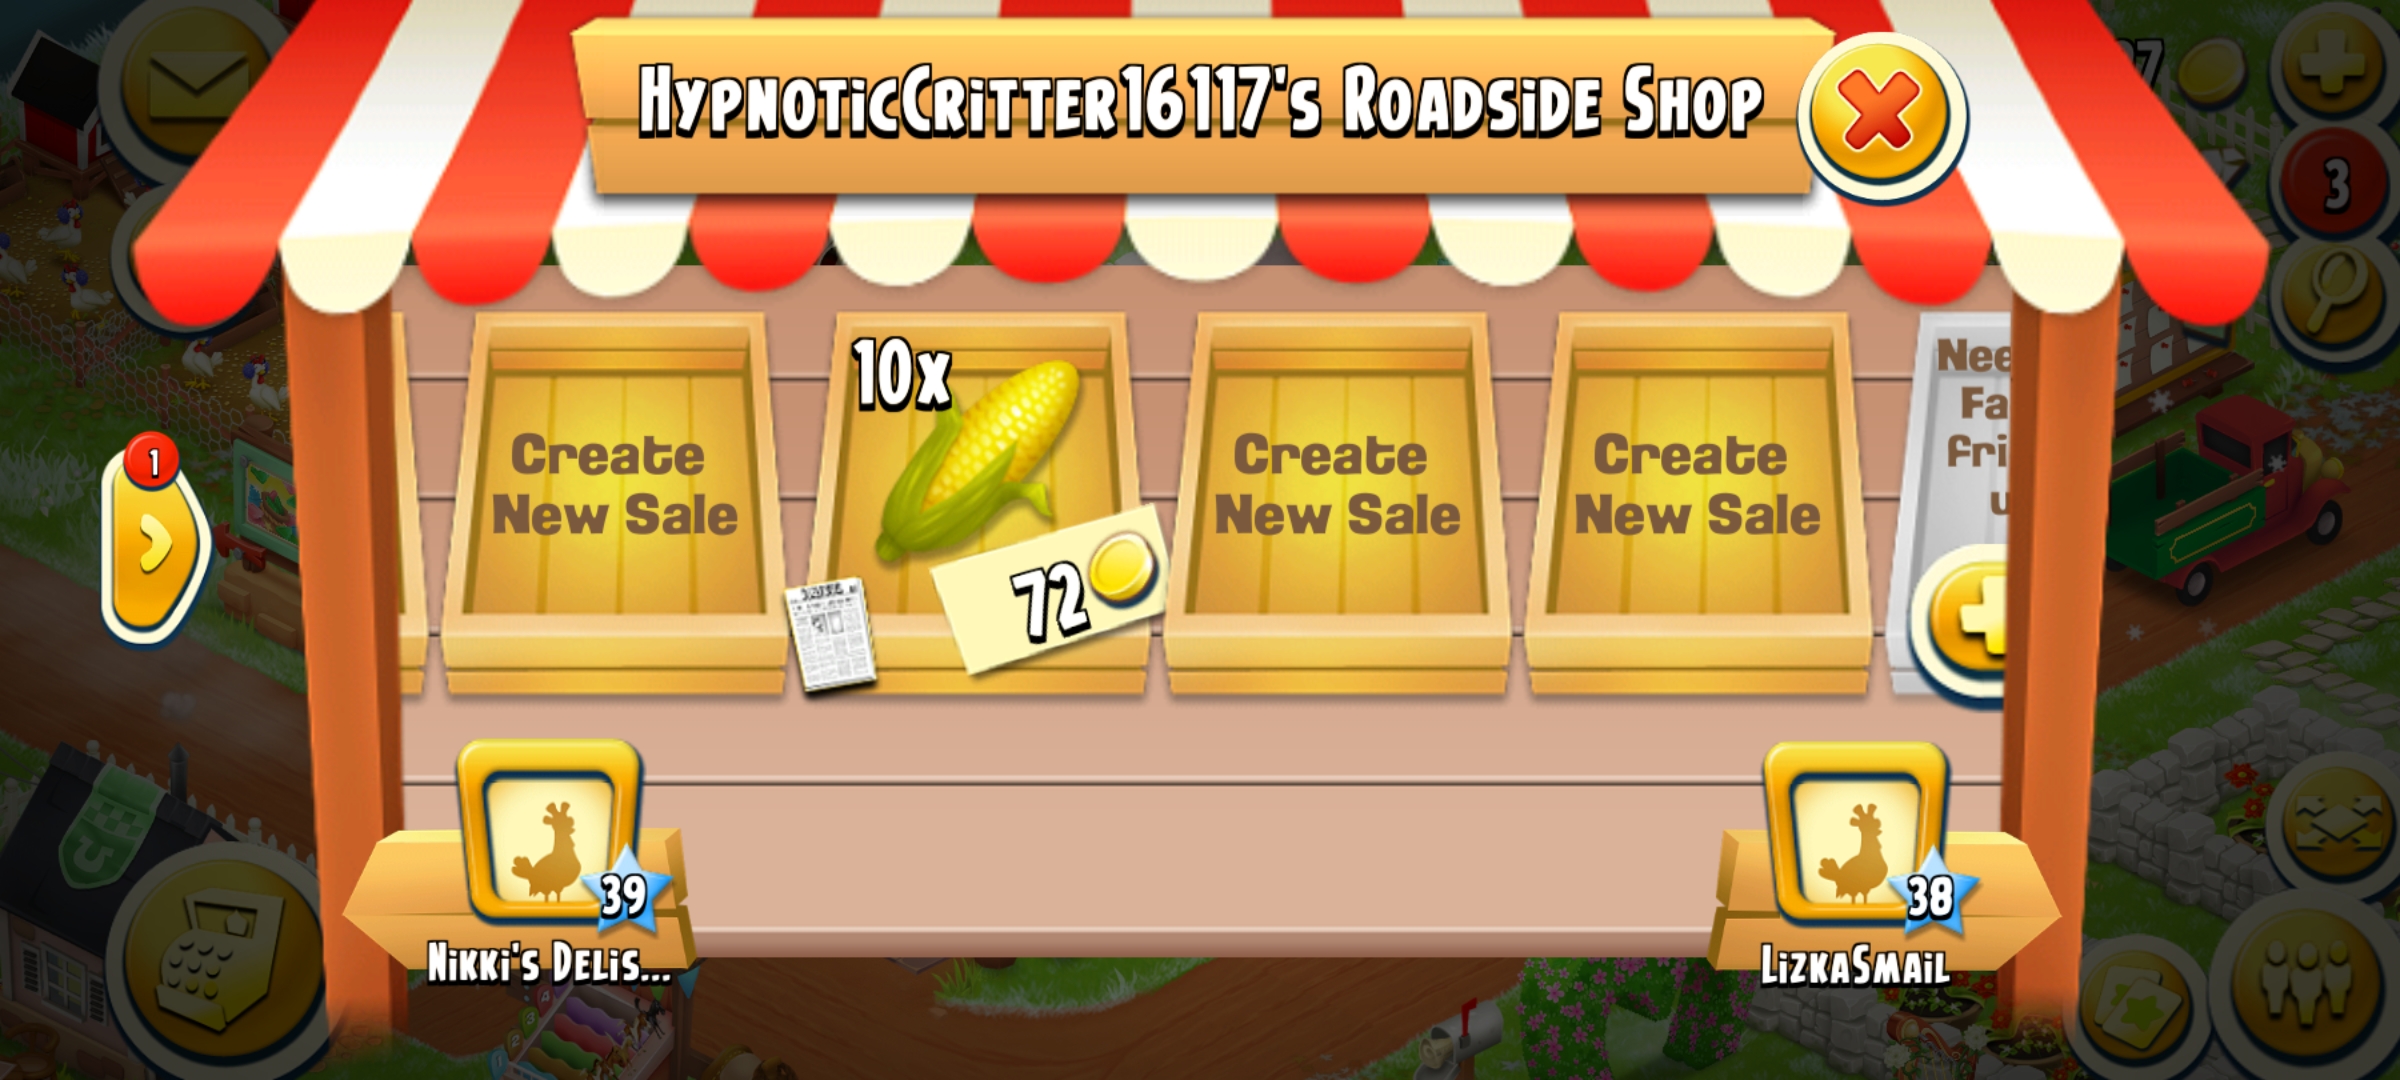 HypnoticCritter16117's Roadside Shop
3
1
Create
New Sale
10x
72
Create
New Sale
Create
New Sale
39
Nikki's Delis...
38
LizkaSmail